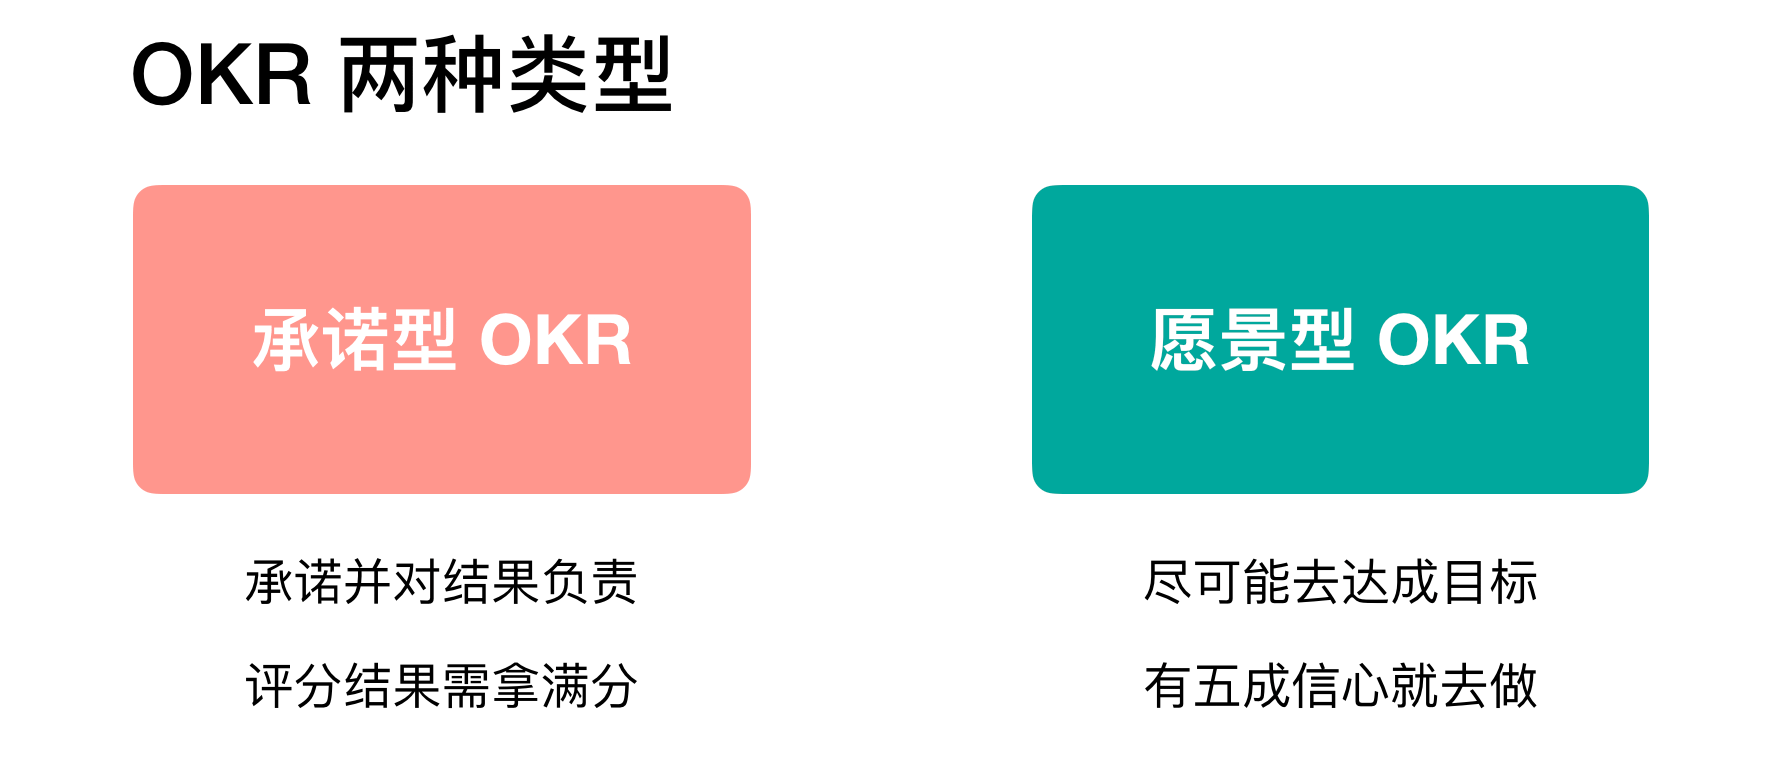 OKR 两种类型
承诺型 OKR
愿景型 OKR
承诺并对结果负责
尽可能去达成目标
评分结果需拿满分
有五成信心就去做